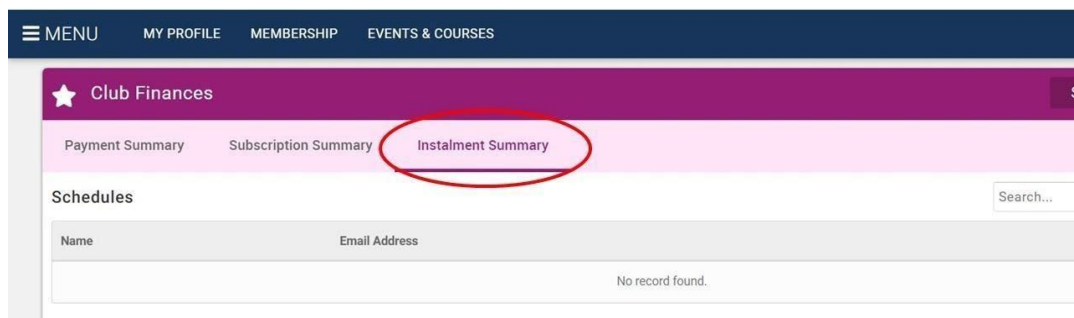 MENU MY PROFILE MEMBERSHIP EVENTS & COURSES
Club Finances
Payment Summary Subscription Summary Instalment Summary
Schedules Search...
Name Email Address
No record found.